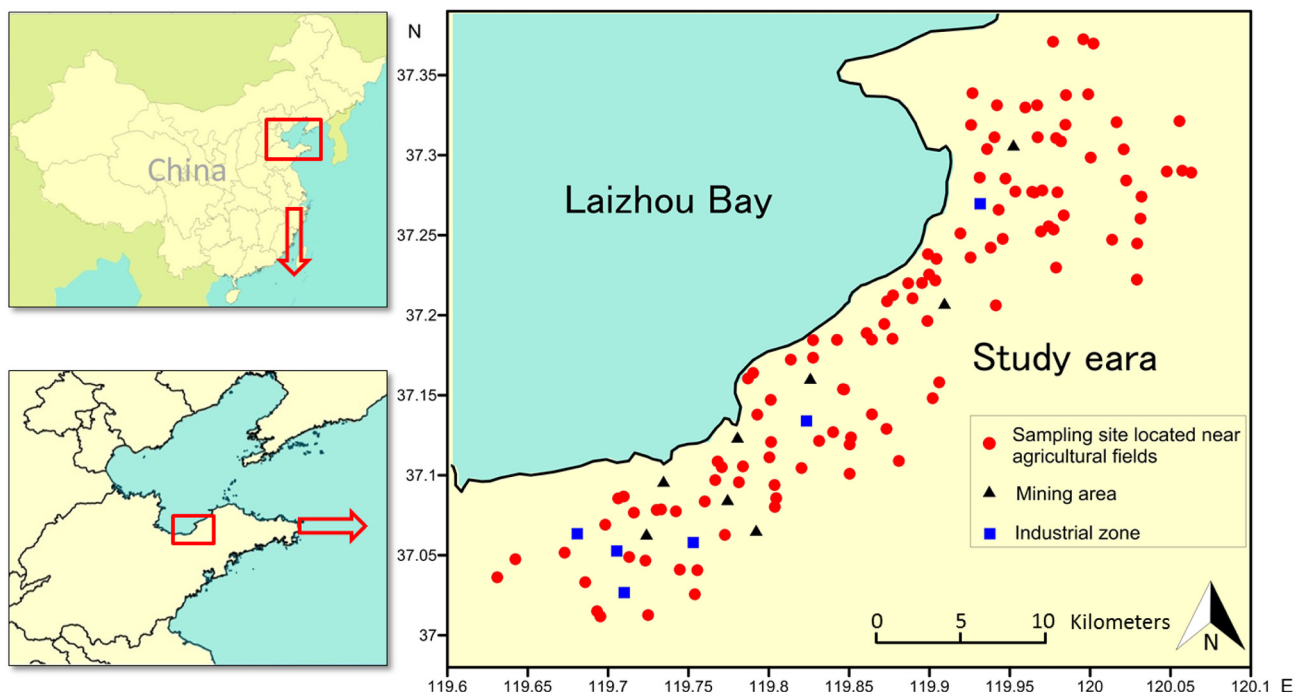 China
N
37.35
37.3
37.25
37.2
37.15
37.1
37.05
37
Laizhou Bay
Study eara
Sampling site located near
agricultural fields
Mining area
Industrial zone
0 5 10 Kilometers
N
119.6 119.65 119.7 119.75 119.8 119.85 119.9 119.95 120 120.05 120.1 E